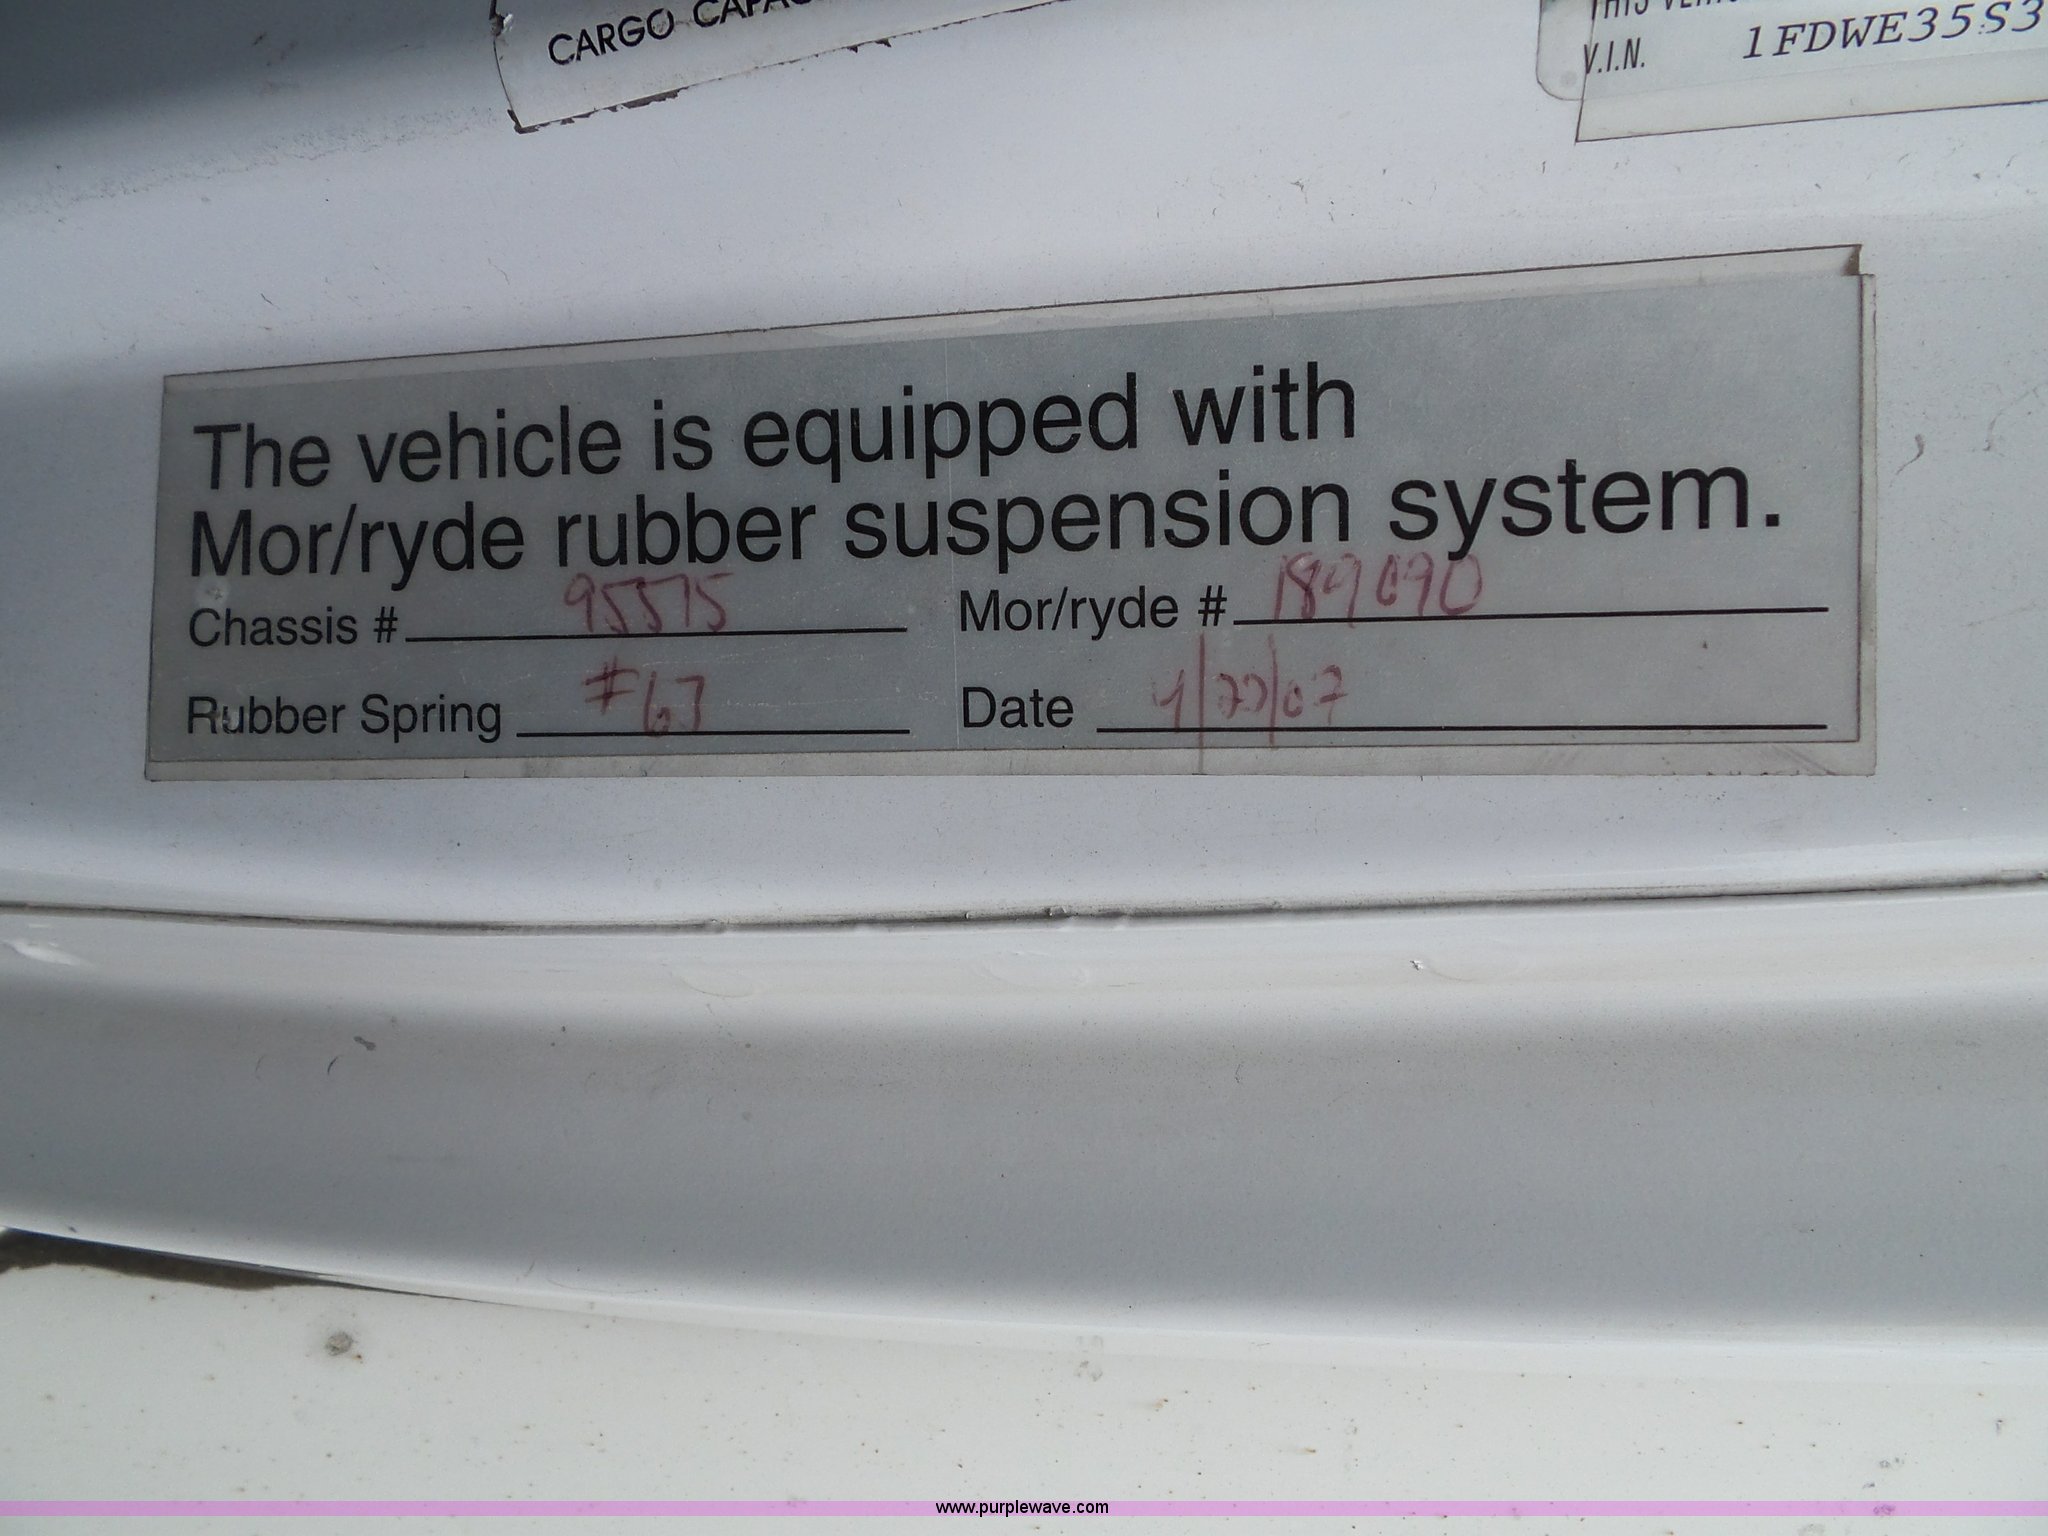 CARGO
V.I.N. 1FDWE35S3
The vehicle is equipped with
Mor/ryde rubber suspension system.
Chassis # 95575 Mor/ryde # 189090
Rubber Spring #67 Date
www.purplewave.com